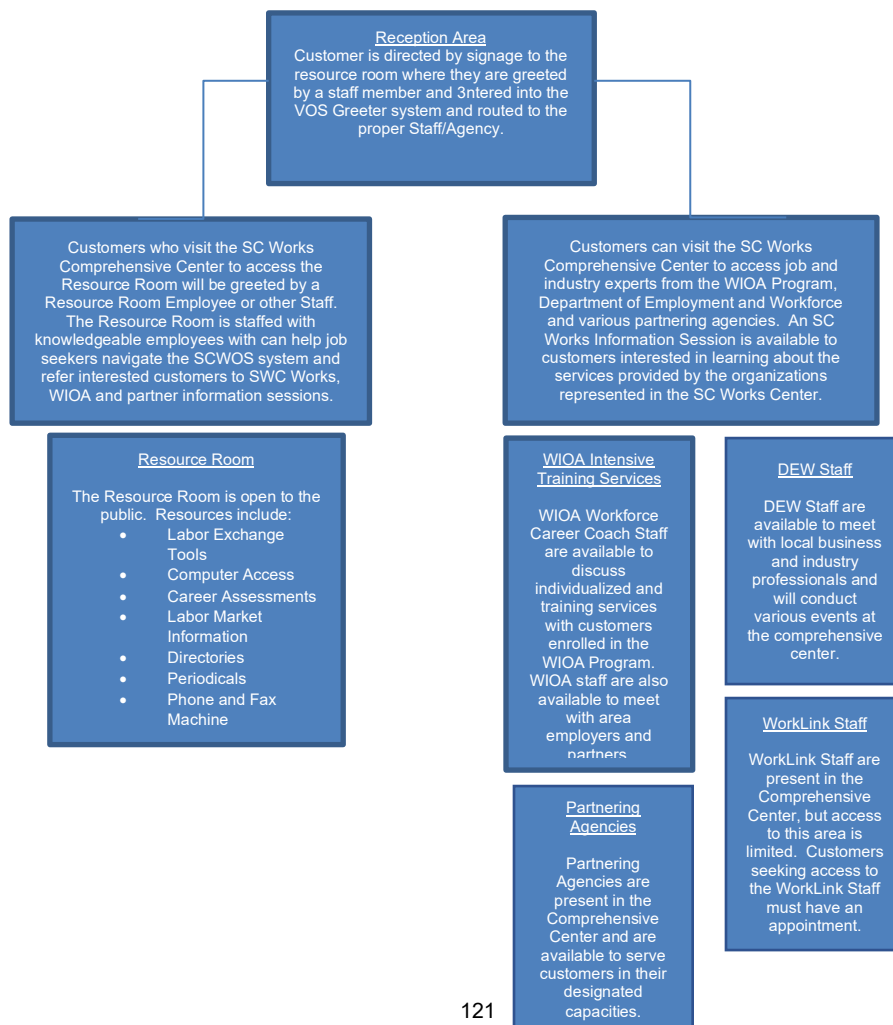 Reception Area
Customer is directed by signage to the
resource room where they are greeted
by a staff member and 3ntered into the
VOS Greeter system and routed to the
proper Staff/Agency.
Customers who visit the SC Works
Comprehensive Center to access the
Resource Room will be greeted by a
Resource Room Employee or other Staff.
The Resource Room is staffed with
knowledgeable employees with can help job
seekers navigate the SCWOS system and
refer interested customers to SWC Works,
WIOA and partner information sessions.
Customers can visit the SC Works
Comprehensive Center to access job and
industry experts from the WIOA Program,
Department of Employment and Workforce
and various partnering agencies. An SC
Works Information Session is available to
customers interested in learning about the
services provided by the organizations
represented in the SC Works Center.
Resource Room
The Resource Room is open to the
public. Resources include:
• Labor Exchange
Tools
• Computer Access
• Career Assessments
• Labor Market
Information
• Directories
• Periodicals
• Phone and Fax
Machine
WIOA Intensive
Training Services
WIOA Workforce
Career Coach Staff
are available to
discuss
individualized and
training services
with customers
enrolled in the
WIOA Program.
WIOA staff are also
available to meet
with area
employers and
partners
DEW Staff
DEW Staff are
available to meet
with local business
and industry
professionals and
will conduct
various events at
the comprehensive
center.
WorkLink Staff
WorkLink Staff are
present in the
Comprehensive
Center, but access
to this area is
limited. Customers
seeking access to
the WorkLink Staff
must have an
appointment.
Partnering
Agencies
Partnering
Agencies are
present in the
Comprehensive
Center and are
available to serve
customers in their
designated
capacities.
121